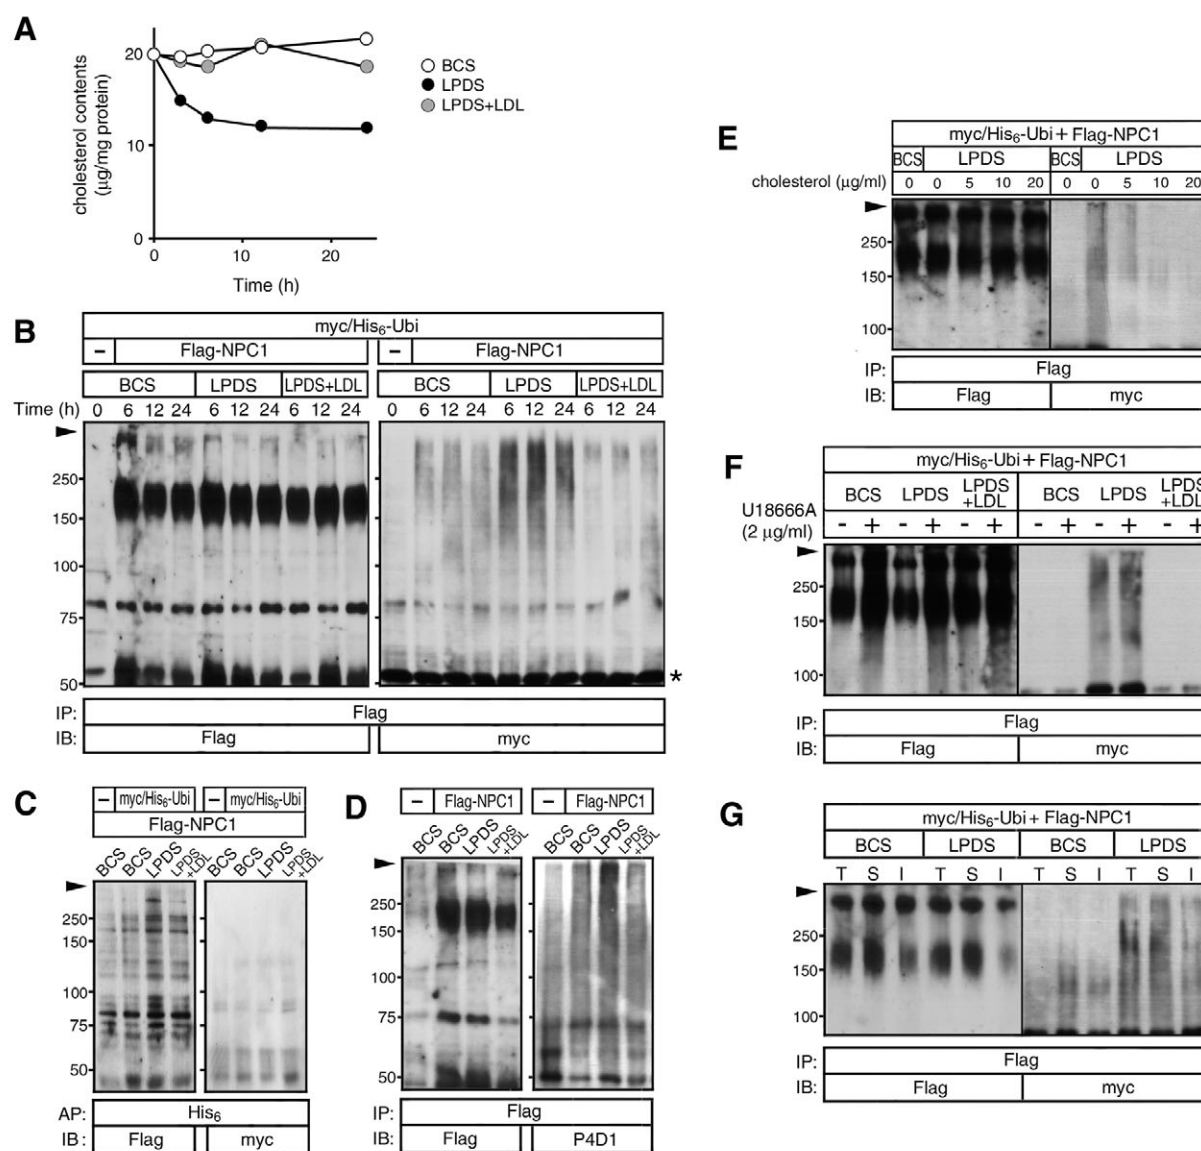 A
cholesterol contents
(μg/mg protein)
20
10
0
0 10 20
Time (h)
BCS
LPDS
LPDS+LDL
B
myc/His6-Ubi
– Flag-NPC1 – Flag-NPC1
BCS LPDS LPDS+LDL BCS LPDS LPDS+LDL
Time (h) 0 6 12 24 6 12 24 6 12 24 0 6 12 24 6 12 24 6 12 24
250
150
100
75
50
*
IP: Flag
IB: Flag myc
C
– myc/His6-Ubi – myc/His6-Ubi
Flag-NPC1
BCS BCS LPDS LPDS+LDL BCS BCS LPDS LPDS+LDL
250
150
100
75
50
AP: His6
IB: Flag myc
D
– Flag-NPC1 – Flag-NPC1
BCS BCS LPDS LPDS+LDL BCS BCS LPDS LPDS+LDL
250
150
100
75
50
IP: Flag
IB: Flag P4D1
E
myc/His6-Ubi+Flag-NPC1
BCS LPDS BCS LPDS
cholesterol (μg/ml) 0 0 5 10 20 0 0 5 10 20
250
150
100
IP: Flag
IB: Flag myc
F
myc/His6-Ubi+Flag-NPC1
BCS LPDS LPDS+LDL BCS LPDS LPDS+LDL
U18666A
(2 μg/ml) - + - + - + - + - + - +
250
150
100
IP: Flag
IB: Flag myc
G
myc/His6-Ubi+Flag-NPC1
BCS LPDS BCS LPDS
T S I T S I T S I T S I
250
150
100
IP: Flag
IB: Flag myc